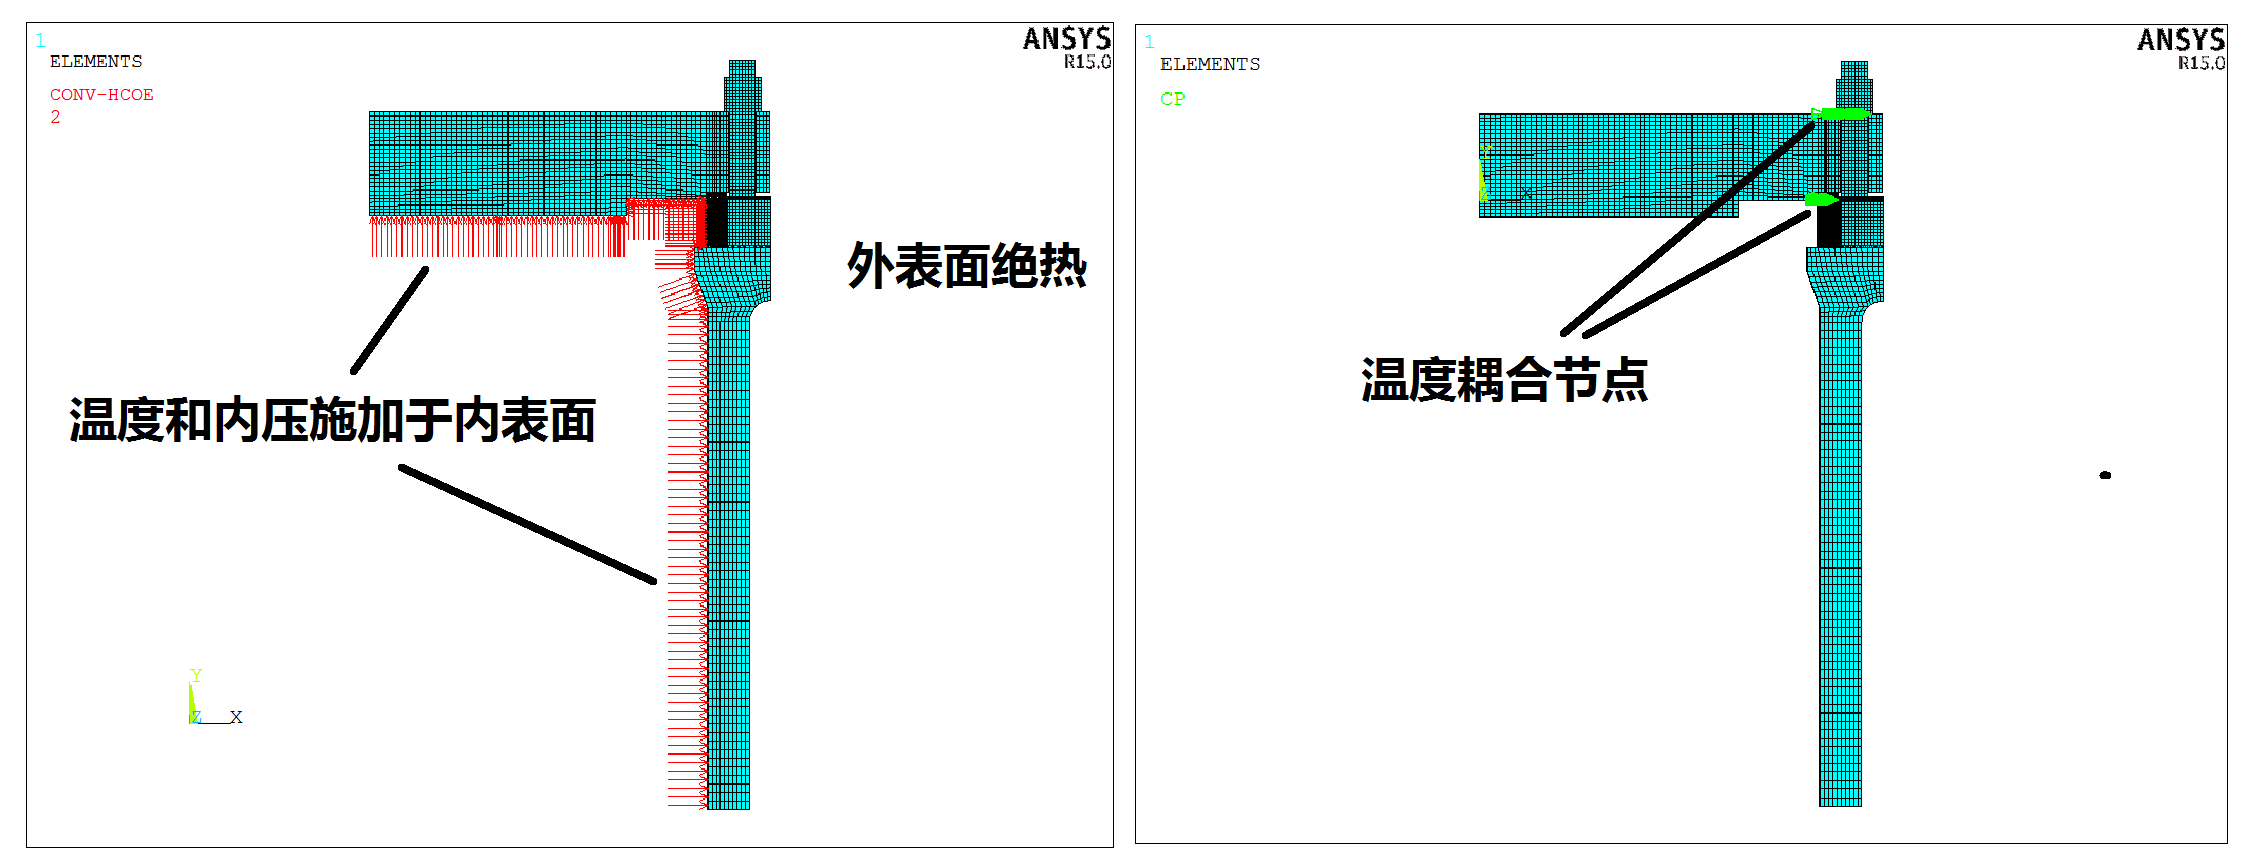 1
ELEMENTS
CONV-HCOE
2
ANSYS
R15.0
外表面绝热
温度和内压施加于内表面
Y
Z X
1
ELEMENTS
CP
ANSYS
R15.0
Y
X
温度耦合节点